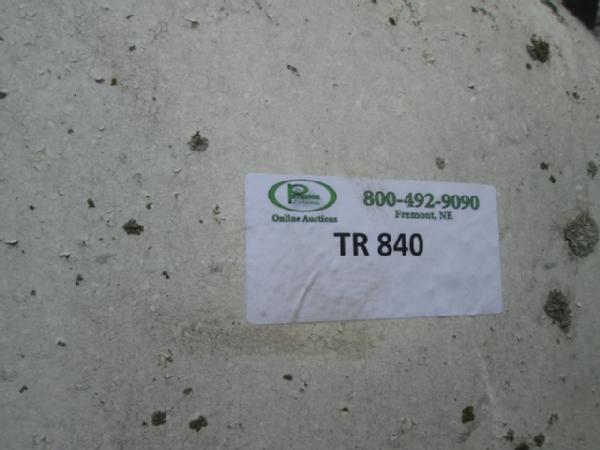 800-492-9090
Fremont, NE
Online Auctions
TR 840